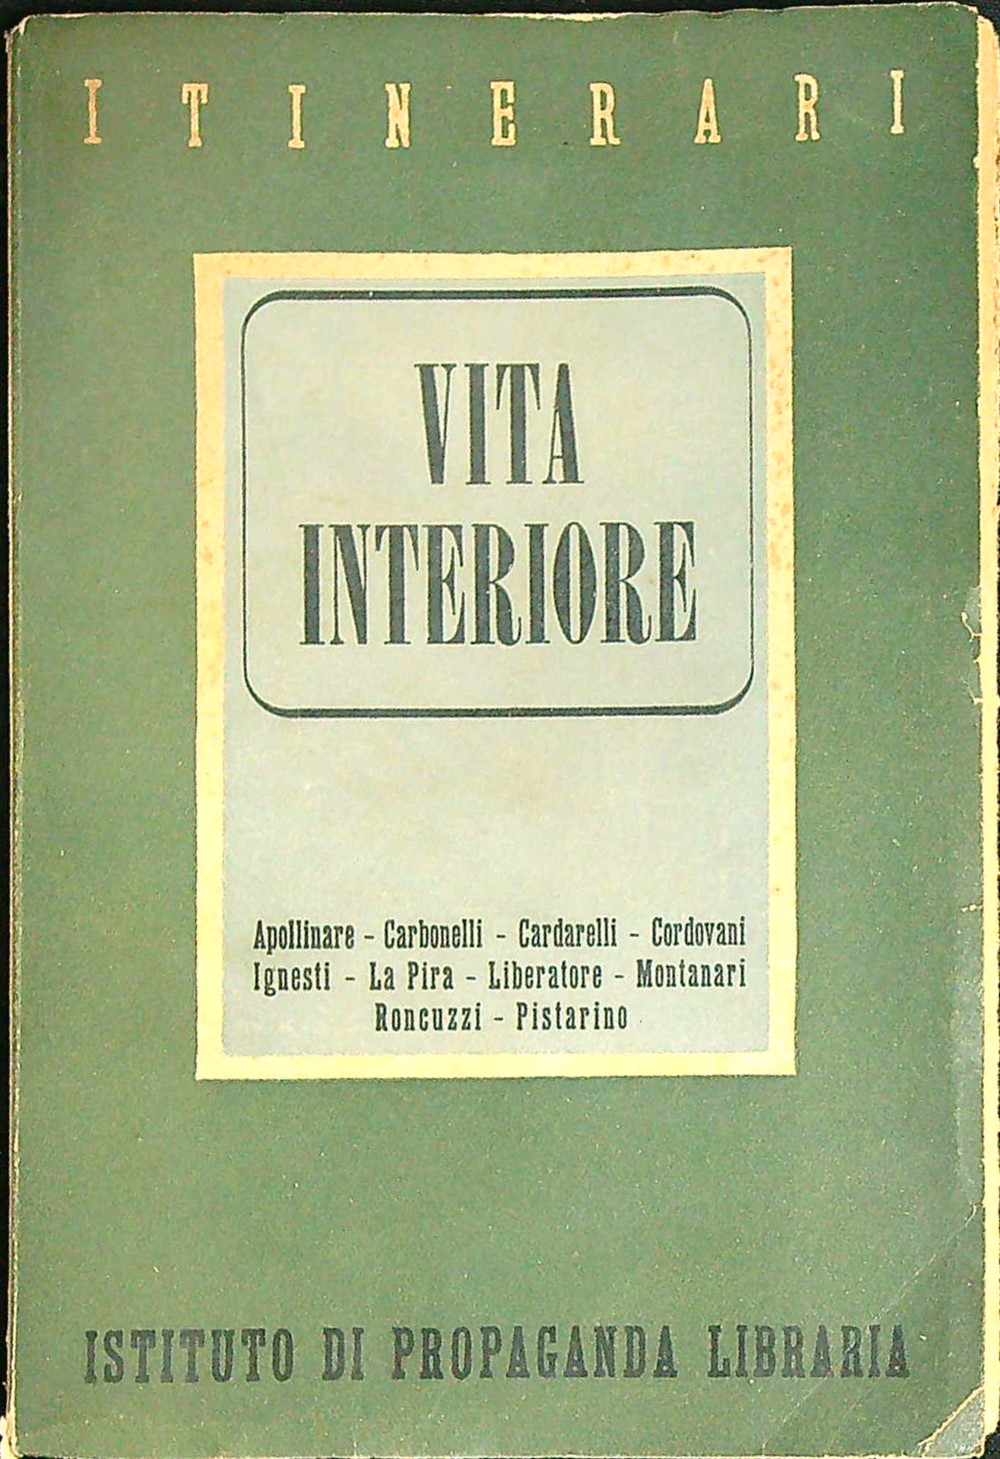 ITINERARI
VITA
INTERIORE
Apollinare - Carbonelli - Cardarelli - Cordovani
Ignesti - La Pira - Liberatore - Montanari
Roncuzzi - Pistarino
ISTITUTO DI PROPAGANDA LIBRARIA